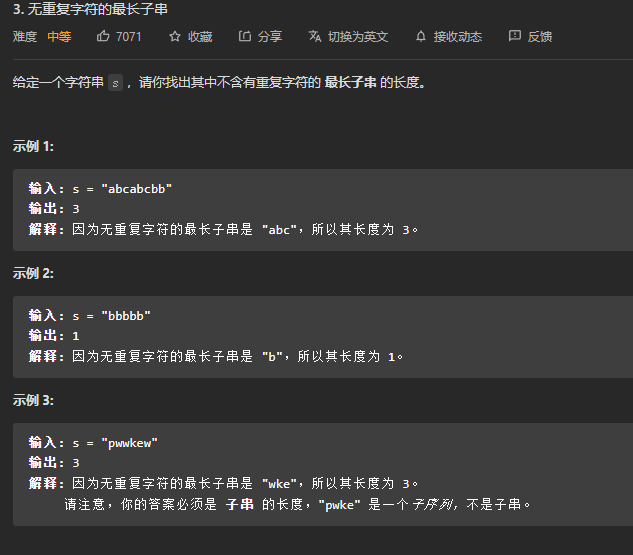 3. 无重复字符的最长子串
难度 中等 7071 收藏 分享 切换为英文 接收动态 反馈
给定一个字符串 s ，请你找出其中不含有重复字符的 最长子串 的长度。
示例 1:
输入: s = "abcabcbb"
输出: 3
解释: 因为无重复字符的最长子串是 "abc"，所以其长度为 3。
示例 2:
输入: s = "bbbbb"
输出: 1
解释: 因为无重复字符的最长子串是 "b"，所以其长度为 1。
示例 3:
输入: s = "pwwkew"
输出: 3
解释: 因为无重复字符的最长子串是 "wke"，所以其长度为 3。
请注意，你的答案必须是 子串 的长度，"pwke" 是一个子序列，不是子串。